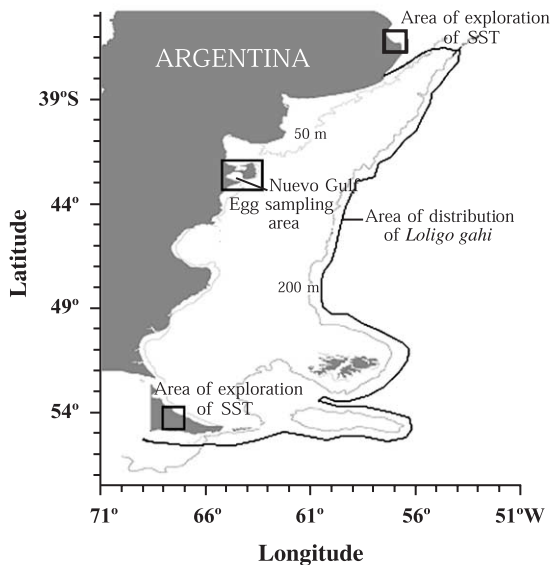 Area of exploration
of SST
ARGENTINA
39ºS
50 m
Nuevo Gulf
Egg sampling
area
44º
Area of distribution
of Loligo gahi
Latitude
200 m
49º
Area of exploration
of SST
54º
71º
66º
61º
56º
51ºW
Longitude